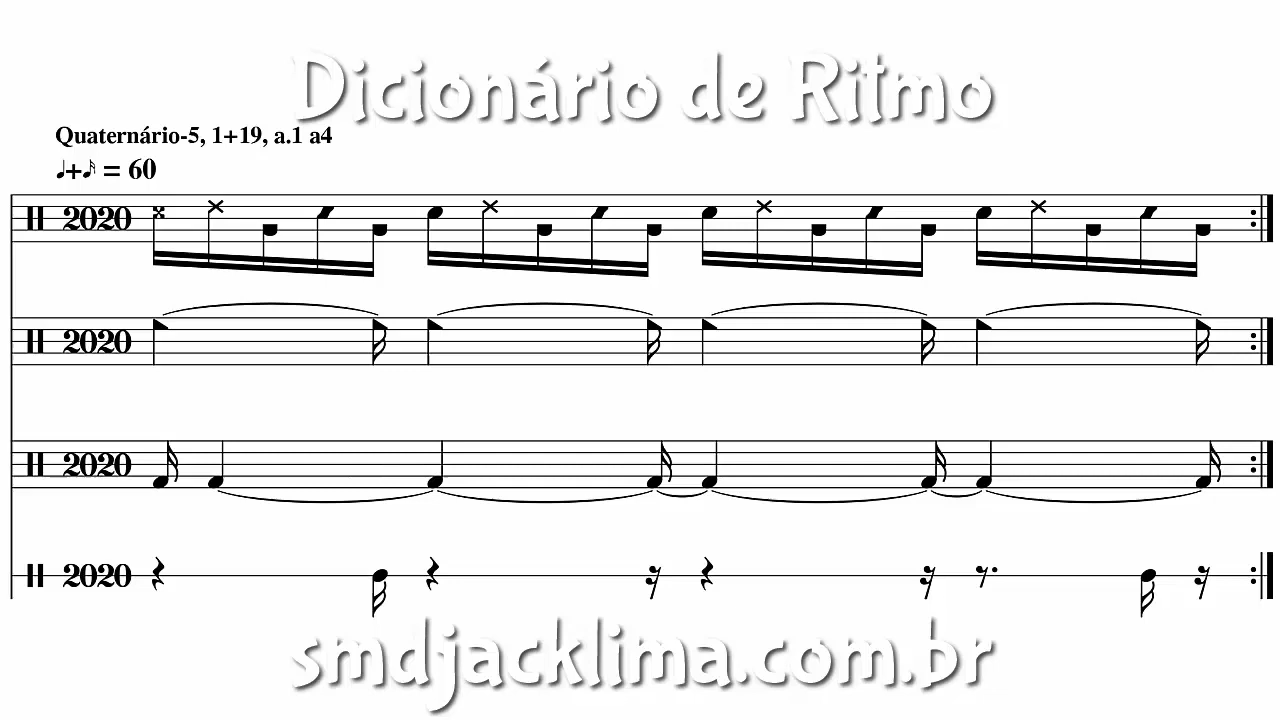 Dicionário de Ritmo
Quaternário-5, 1+19, a.1 a4
♩+𝅘𝅥𝅯 = 60
2020
2020
2020
2020
smdjacklima.com.br